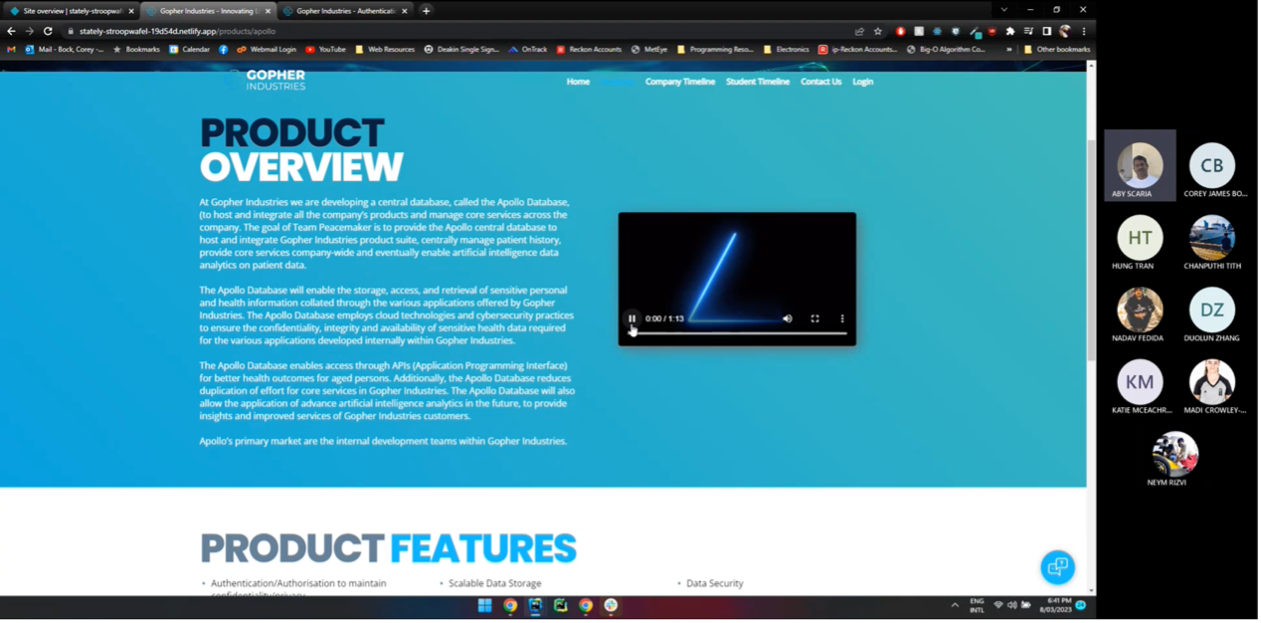 Site overview | stately-stroopwaf
Gopher Industries - Innovating
Gopher Industries - Authenticati
stately-stroopwafel-19d54d.netlify.app/products/apollo
Mail - Bock, Corey -...
Bookmarks
Calendar
Webmail Login
YouTube
Web Resources
Deakin Single Sign...
OnTrack
Reckon Accounts
MetEye
Programming Reso...
Electronics
ip-Reckon Accounts...
Big-O Algorithm Co...
»
Other bookmarks
GOPHER
INDUSTRIES
Home
Company Timeline
Student Timeline
Contact Us
Login
PRODUCT
OVERVIEW
At Gopher Industries we are developing a central database, called the Apollo Database,
(to host and integrate all the company's products and manage core services across the
company. The goal of Team Peacemaker is to provide the Apollo central database to
host and integrate Gopher Industries product suite, centrally manage patient history,
provide core services company-wide and eventually enable artificial intelligence data
analytics on patient data.
The Apollo Database will enable the storage, access, and retrieval of sensitive personal
and health information collated through the various applications offered by Gopher
Industries. The Apollo Database employs cloud technologies and cybersecurity practices
to ensure the confidentiality, integrity and availability of sensitive health data required
for the various applications developed internally within Gopher Industries.
The Apollo Database enables access through APIs (Application Programming Interface)
for better health outcomes for aged persons. Additionally, the Apollo Database reduces
duplication of effort for core services in Gopher Industries. The Apollo Database will also
allow the application of advance artificial intelligence analytics in the future, to provide
insights and improved services of Gopher Industries customers.
Apollo's primary market are the internal development teams within Gopher Industries.
0:00 / 1:13
PRODUCT FEATURES
• Authentication/Authorisation to maintain
confidentiality/privacy
• Scalable Data Storage
• Data Security
ENG
INTL
6:41 PM
8/03/2023
ABY SCARIA
CB
COREY JAMES BO...
HT
HUNG TRAN
CHANPUTHI TITH
NADAV FEDIDA
DZ
DUOLUN ZHANG
KM
KATIE MCEACHR...
MADI CROWLEY-...
NEYM RIZVI